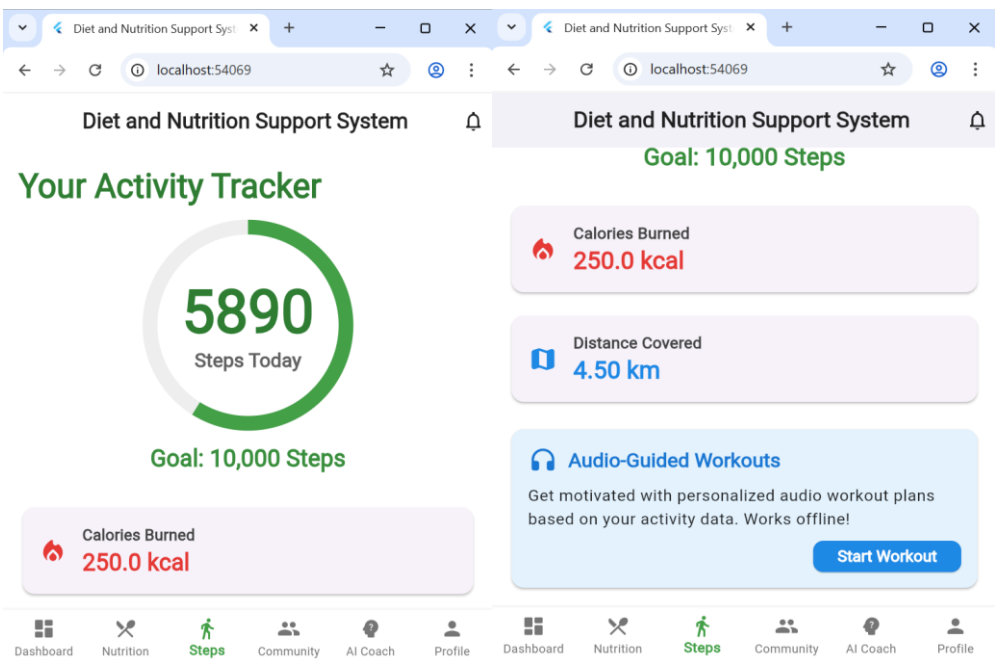 Diet and Nutrition Support Syst
localhost:54069
Diet and Nutrition Support System
Your Activity Tracker
5890
Steps Today
Goal: 10,000 Steps
Calories Burned
250.0 kcal
Dashboard
Nutrition
Steps
Community
AI Coach
Profile
Diet and Nutrition Support Syst
localhost:54069
Diet and Nutrition Support System
Goal: 10,000 Steps
Calories Burned
250.0 kcal
Distance Covered
4.50 km
Audio-Guided Workouts
Get motivated with personalized audio workout plans
based on your activity data. Works offline!
Start Workout
Dashboard
Nutrition
Steps
Community
AI Coach
Profile